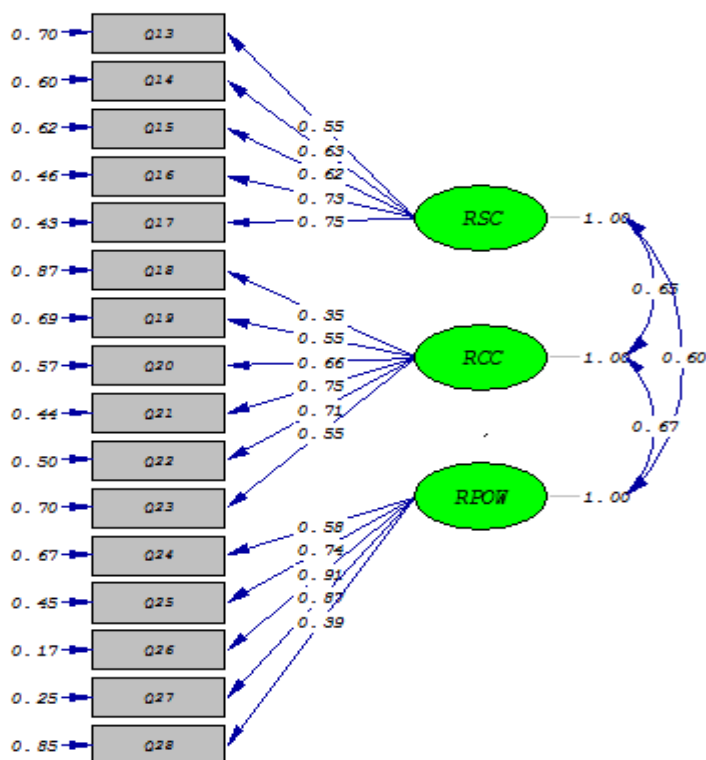 0.70 Q13
0.60 Q14
0.62 Q15
0.46 Q16
0.43 Q17
0.87 Q18
0.69 Q19
0.57 Q20
0.44 Q21
0.50 Q22
0.70 Q23
0.67 Q24
0.45 Q25
0.17 Q26
0.25 Q27
0.85 Q28
0.55
0.63
0.62
0.73
0.75
0.35
0.55
0.66
0.75
0.71
0.55
0.58
0.74
0.91
0.87
0.39
RSC 1.00
RCC 1.00
RPOW 1.00
0.65
0.60
0.67